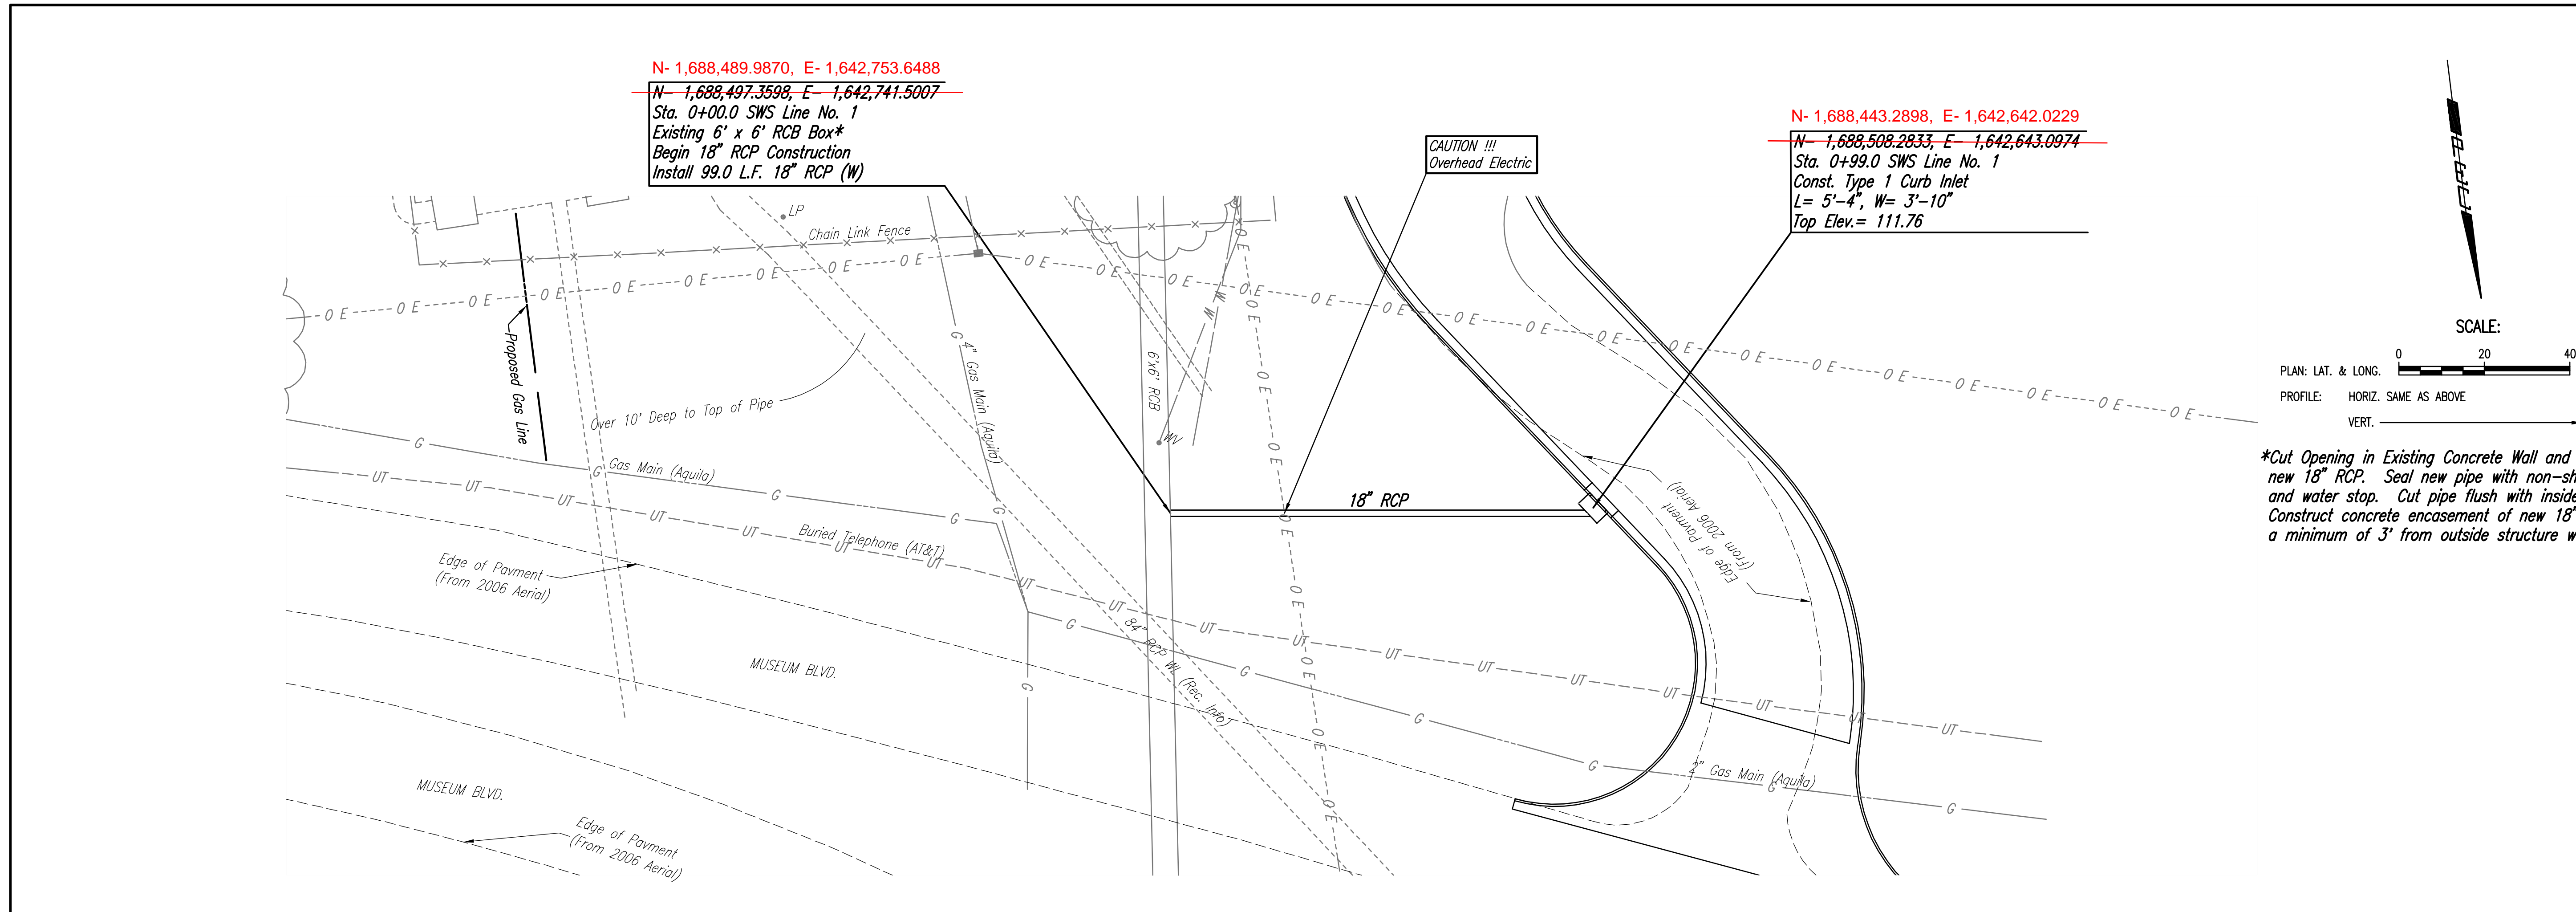 N- 1,688,489.9870,  E- 1,642,753.6488
N- 1,688,497.3598, E- 1,642,741.5007
Sta. 0+00.0 SWS Line No. 1
Existing 6' x 6' RCB Box*
Begin 18" RCP Construction
Install 99.0 L.F. 18" RCP (W)
CAUTION !!!
Overhead Electric
N- 1,688,443.2898,  E- 1,642,642.0229
N- 1,688,508.2833, E- 1,642,643.0974
Sta. 0+99.0 SWS Line No. 1
Const. Type 1 Curb Inlet
L= 5'-4", W= 3'-10"
Top Elev.= 111.76
LP
Chain Link Fence
Proposed Gas Line
Over 10' Deep to Top of Pipe
4" Gas Main (Aquila)
6'x6' RCB
W W
WV
18" RCP
Gas Main (Aquila)
Buried Telephone (AT&T)
Edge of Pavment
(From 2006 Aerial)
Edge of Pavment
(From 2006 Aerial)
84" RCP WL (Rec. Info)
MUSEUM BLVD.
MUSEUM BLVD.
2" Gas Main (Aquila)
Edge of Pavment
(From 2006 Aerial)
SCALE:
0 20 40
PLAN: LAT. & LONG.
PROFILE: HORIZ. SAME AS ABOVE
VERT.
*Cut Opening in Existing Concrete Wall and
new 18" RCP.  Seal new pipe with non-sh
and water stop.  Cut pipe flush with inside
Construct concrete encasement of new 18"
a minimum of 3' from outside structure w